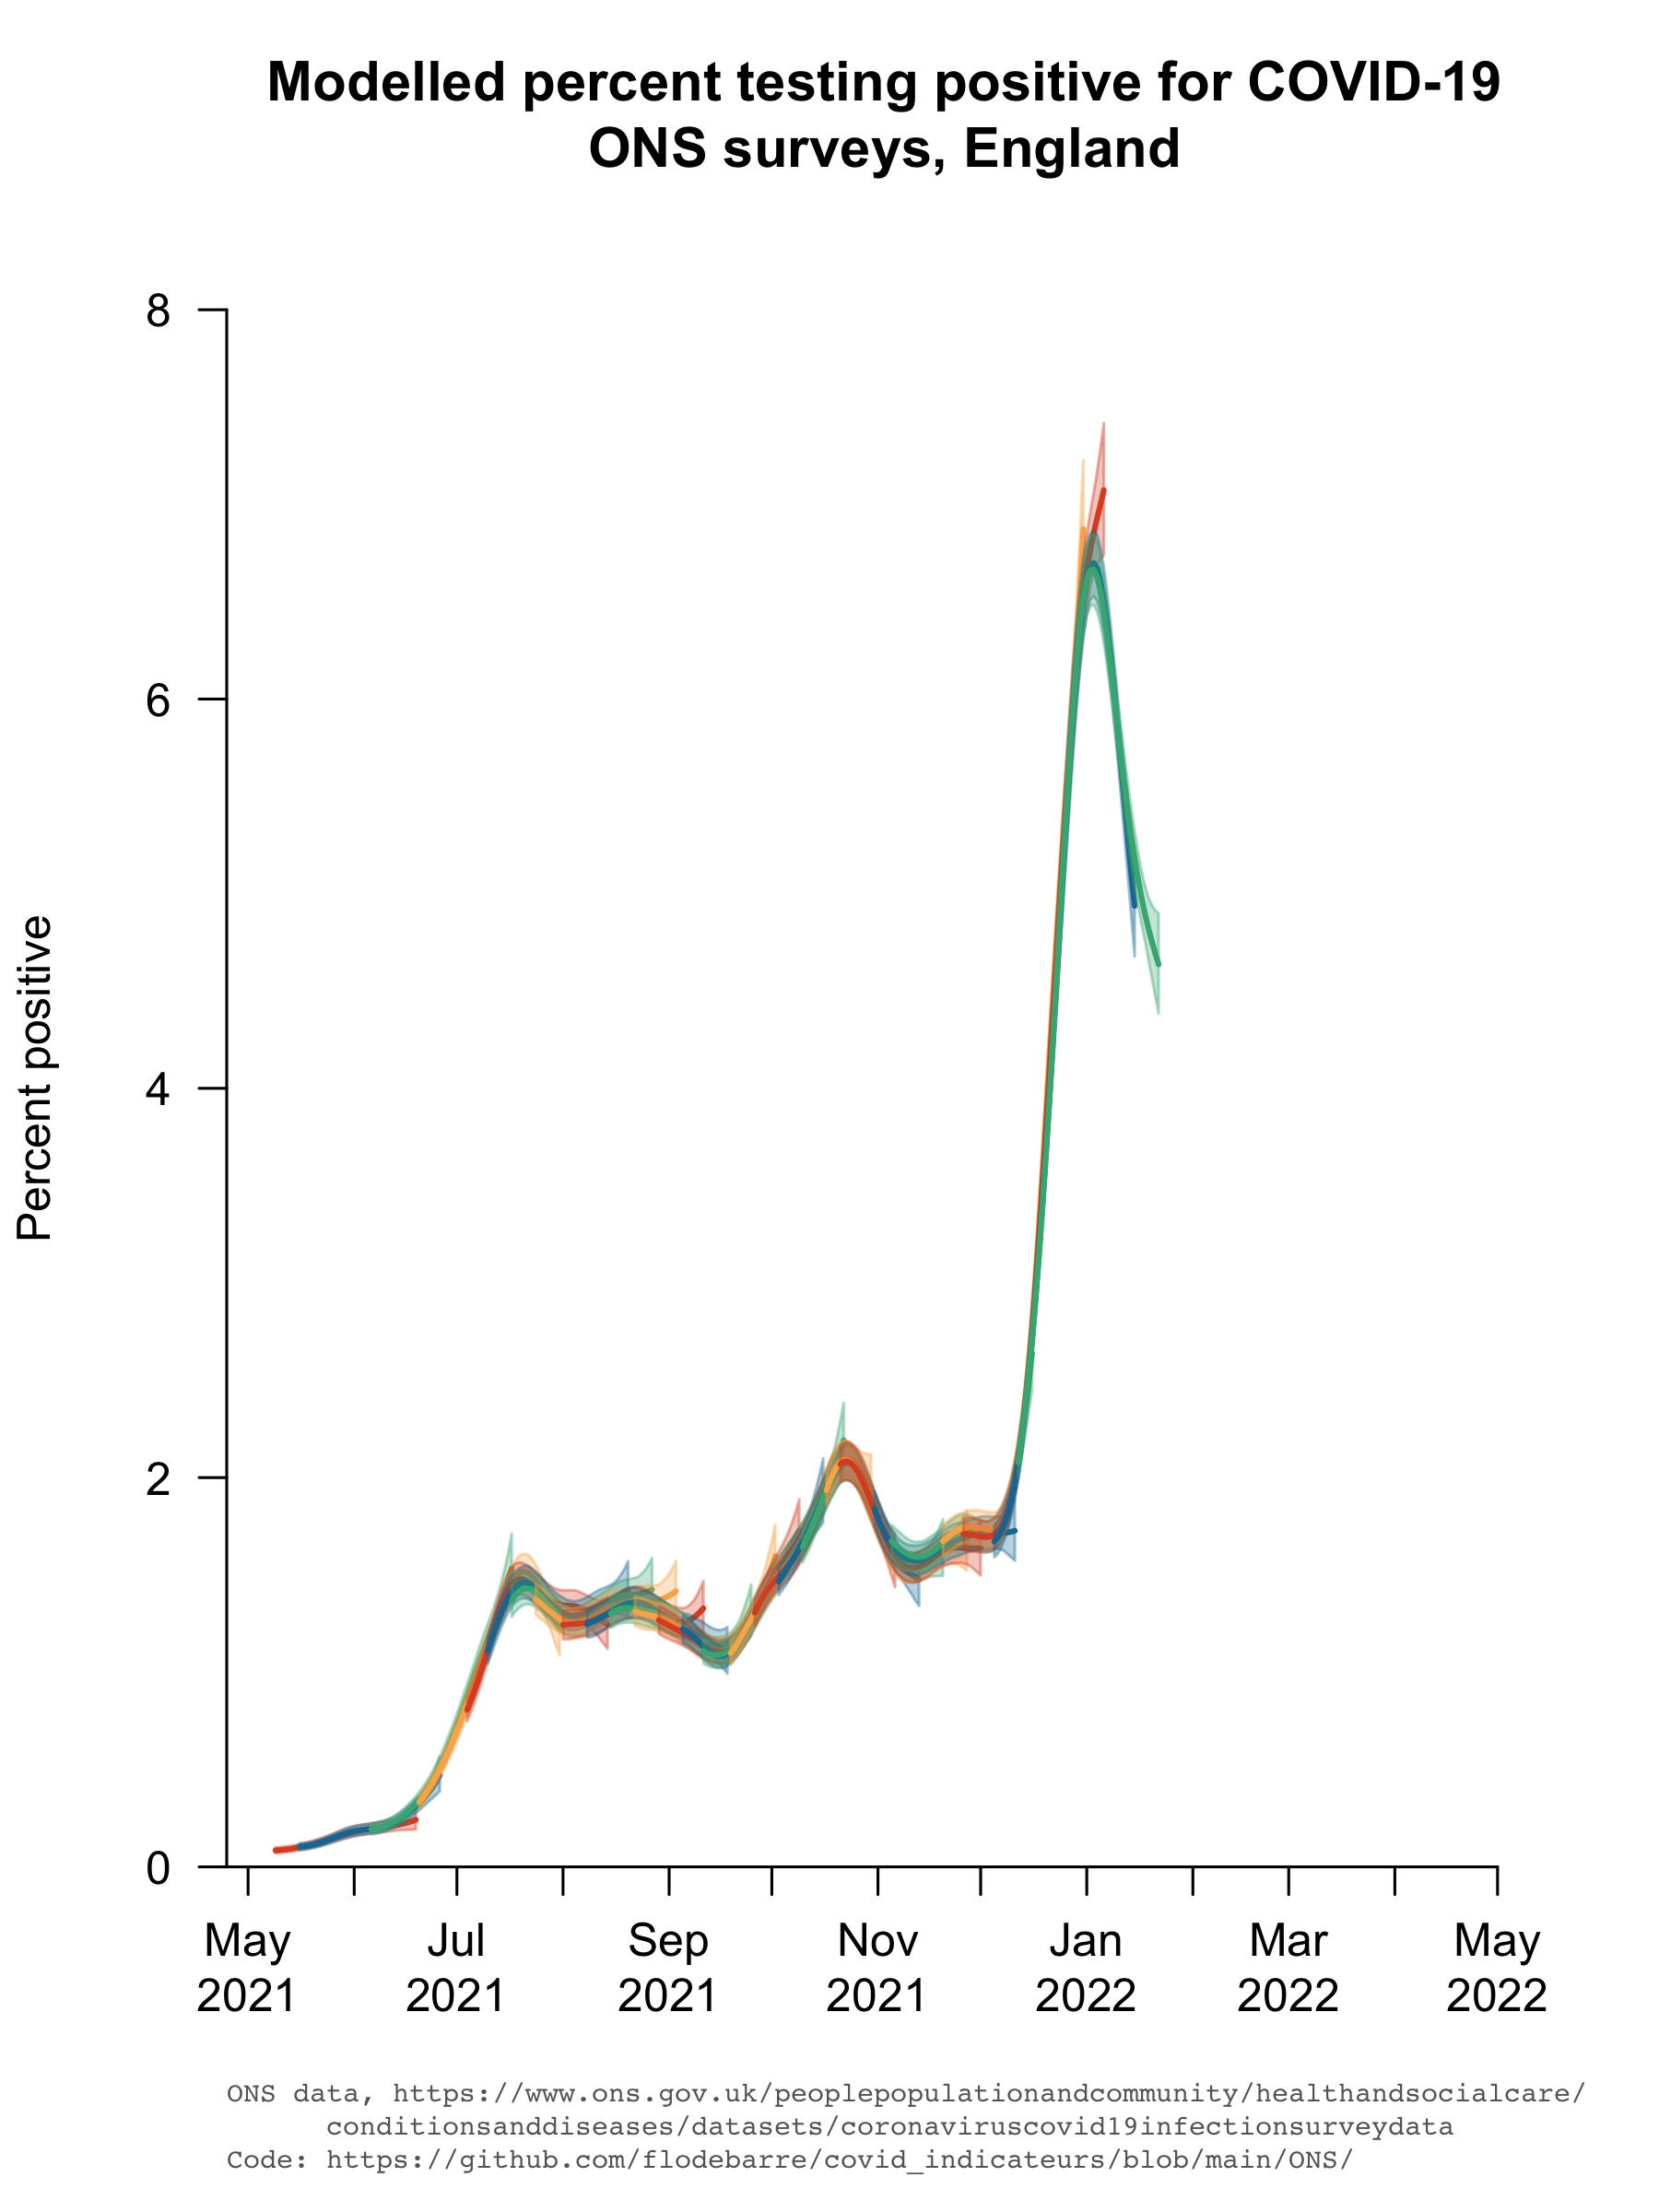 Modelled percent testing positive for COVID-19
ONS surveys, England
8
6
4
2
0
Percent positive
May Jul Sep Nov Jan Mar May
2021 2021 2021 2021 2022 2022 2022
ONS data, https://www.ons.gov.uk/peoplepopulationandcommunity/healthandsocialcare/
conditionsanddiseases/datasets/coronaviruscovid19infectionsurveydata
Code: https://github.com/flodebarre/covid_indicateurs/blob/main/ONS/